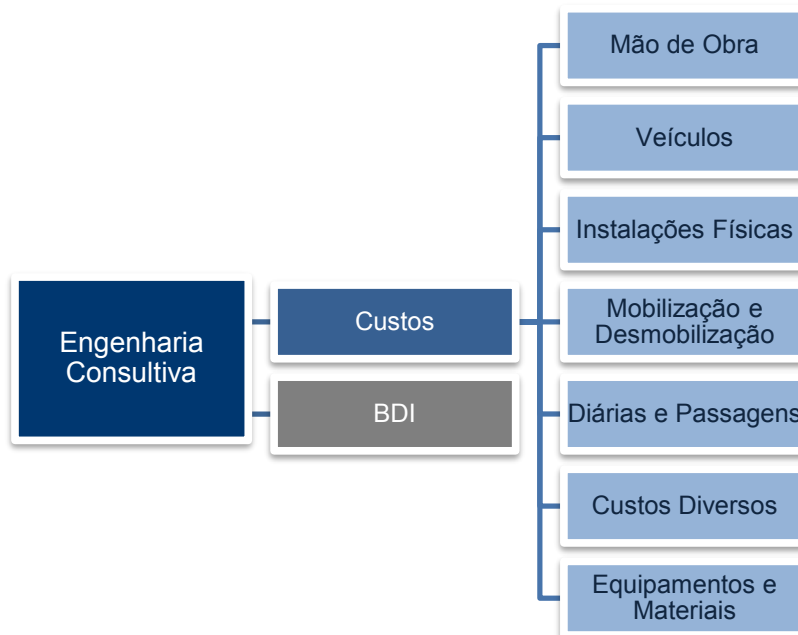 Engenharia
Consultiva
Custos
BDI
Mão de Obra
Veículos
Instalações Físicas
Mobilização e
Desmobilização
Diárias e Passagens
Custos Diversos
Equipamentos e
Materiais